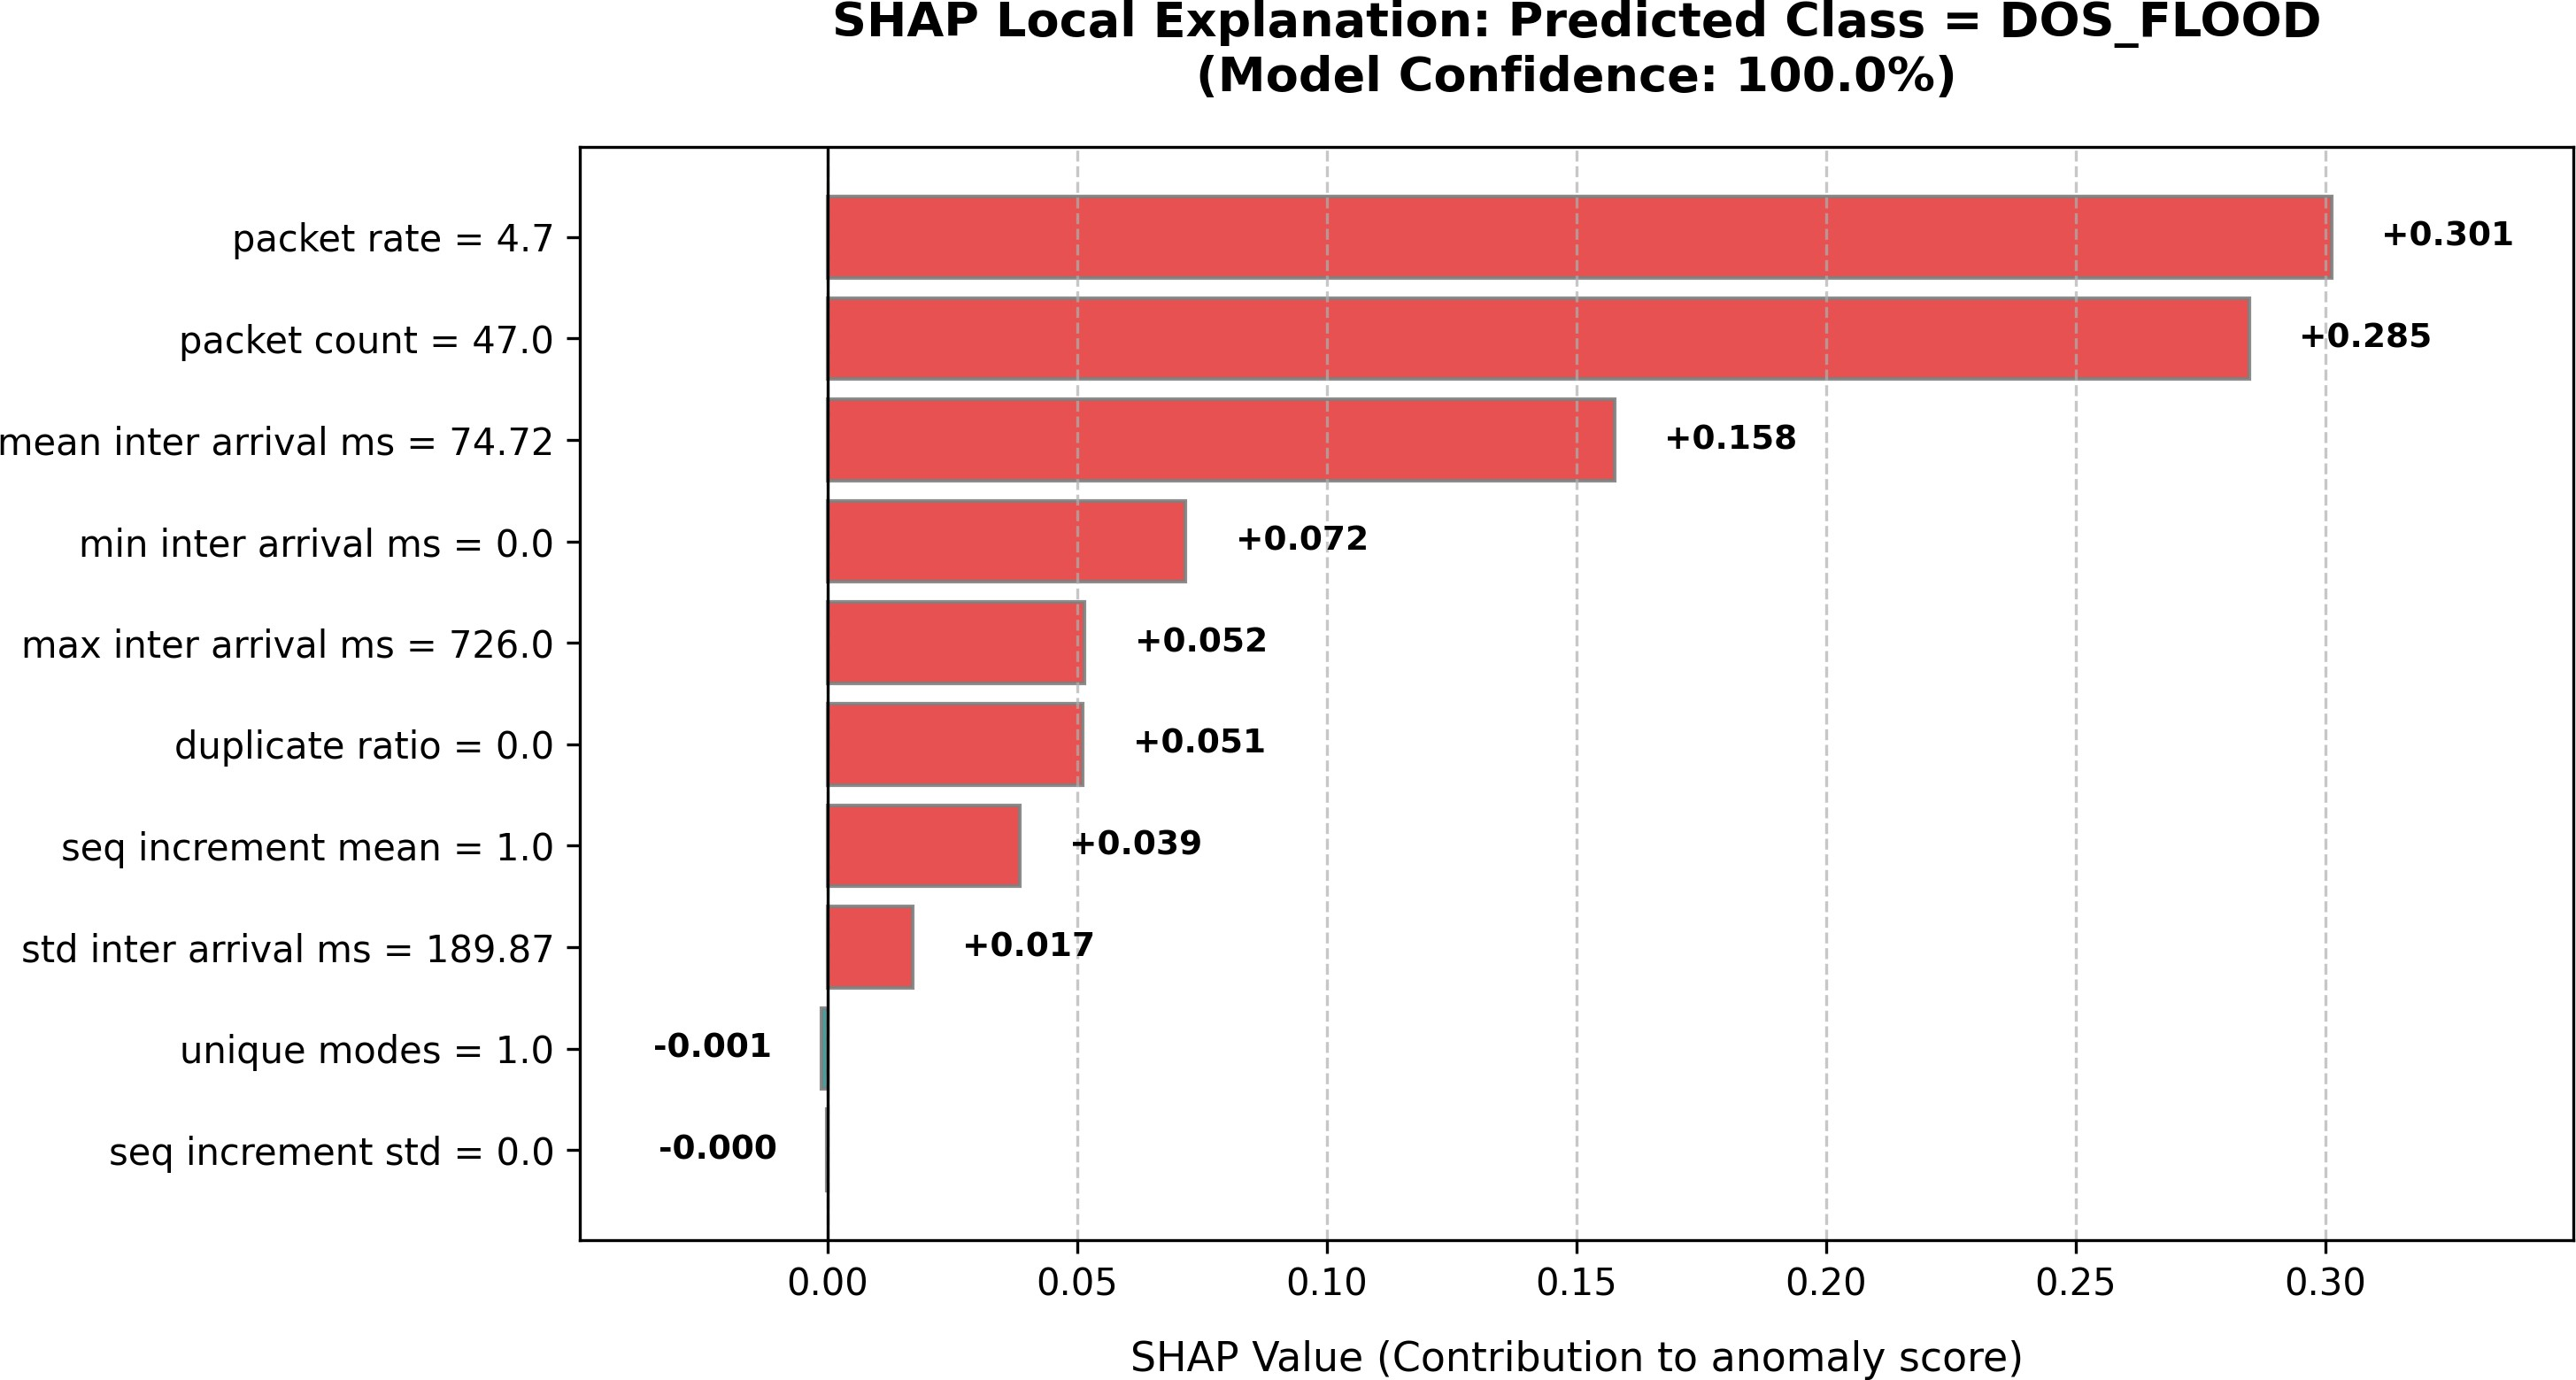 SHAP Local Explanation: Predicted Class = DOS_FLOOD
(Model Confidence: 100.0%)
packet rate = 4.7
+0.301
packet count = 47.0
+0.285
mean inter arrival ms = 74.72
+0.158
min inter arrival ms = 0.0
+0.072
max inter arrival ms = 726.0
+0.052
duplicate ratio = 0.0
+0.051
seq increment mean = 1.0
+0.039
std inter arrival ms = 189.87
+0.017
unique modes = 1.0
-0.001
seq increment std = 0.0
-0.000
0.00 0.05 0.10 0.15 0.20 0.25 0.30
SHAP Value (Contribution to anomaly score)